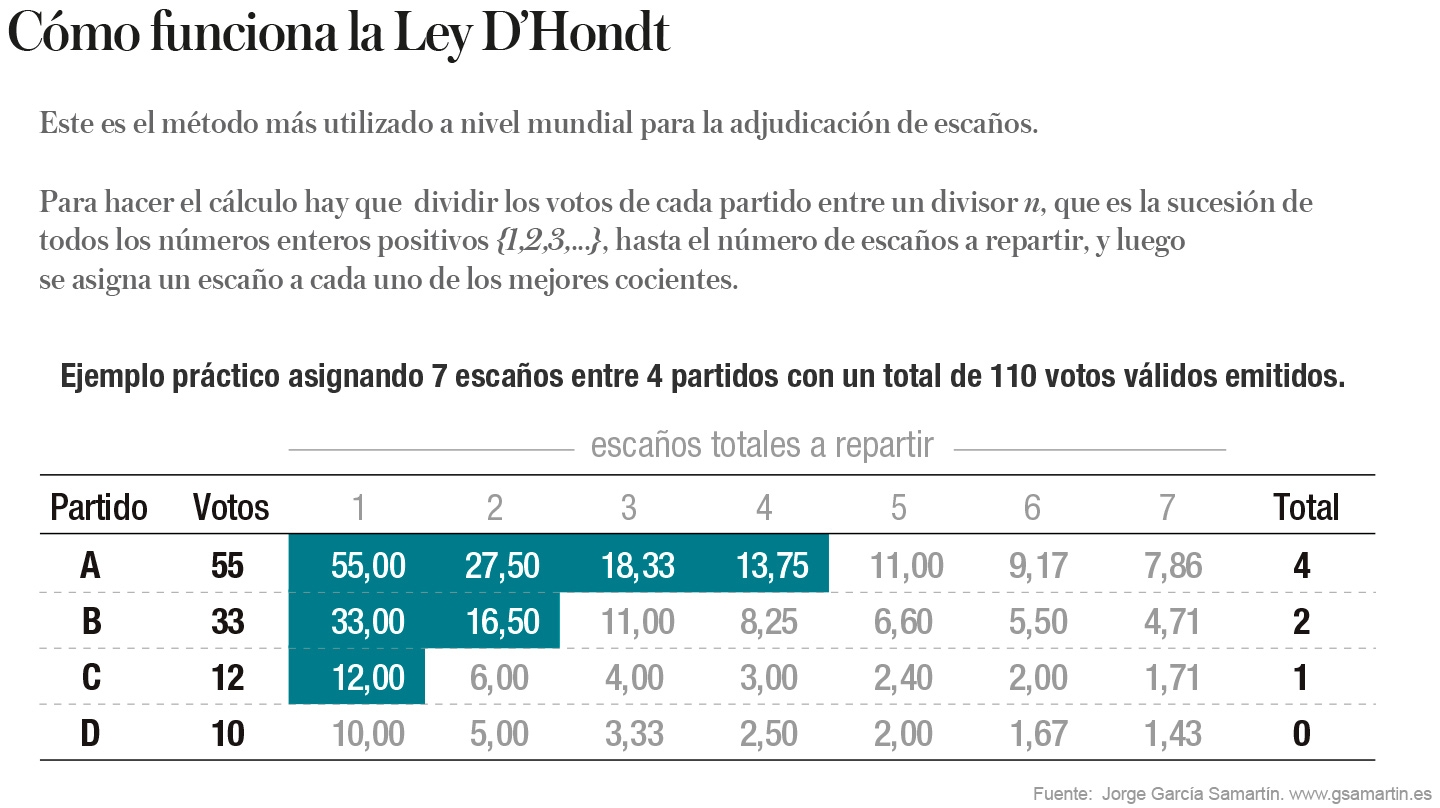 Cómo funciona la Ley D’Hondt
Este es el método más utilizado a nivel mundial para la adjudicación de escaños.
Para hacer el cálculo hay que dividir los votos de cada partido entre un divisor n, que es la sucesión de
todos los números enteros positivos {1,2,3,...}, hasta el número de escaños a repartir, y luego
se asigna un escaño a cada uno de los mejores cocientes.
Ejemplo práctico asignando 7 escaños entre 4 partidos con un total de 110 votos válidos emitidos.
escaños totales a repartir
Partido Votos 1 2 3 4 5 6 7 Total
A 55 55,00 27,50 18,33 13,75 11,00 9,17 7,86 4
B 33 33,00 16,50 11,00 8,25 6,60 5,50 4,71 2
C 12 12,00 6,00 4,00 3,00 2,40 2,00 1,71 1
D 10 10,00 5,00 3,33 2,50 2,00 1,67 1,43 0
Fuente: Jorge García Samartín. www.gsamartin.es